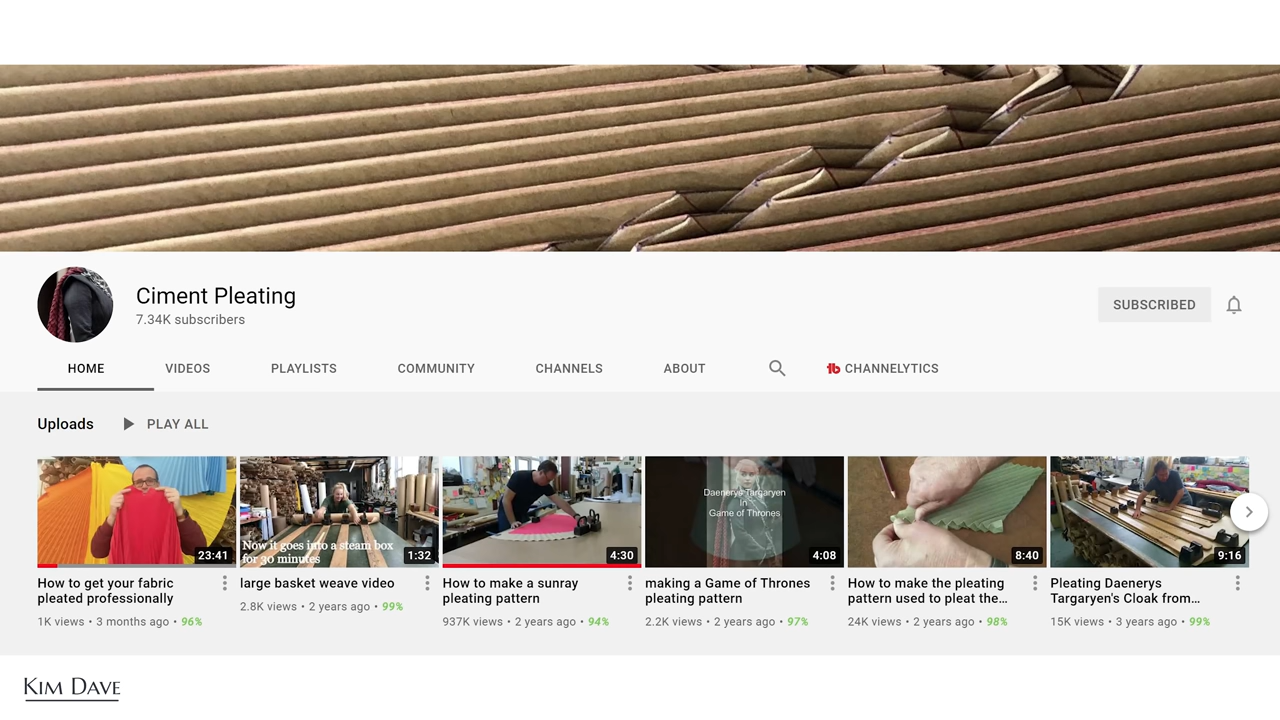 Ciment Pleating
7.34K subscribers
SUBSCRIBED
HOME VIDEOS PLAYLISTS COMMUNITY CHANNELS ABOUT tb CHANNELYTICS
Uploads PLAY ALL
23:41
How to get your fabric
pleated professionally
1K views • 3 months ago • 96%
Now it goes into a steam box
for 30 minutes
1:32
large basket weave video
2.8K views • 2 years ago • 99%
4:30
How to make a sunray
pleating pattern
937K views • 2 years ago • 94%
Daenerys Targaryen
in
Game of Thrones
4:08
making a Game of Thrones
pleating pattern
2.2K views • 2 years ago • 97%
8:40
How to make the pleating
pattern used to pleat the...
24K views • 2 years ago • 98%
9:16
Pleating Daenerys
Targaryen's Cloak from...
15K views • 3 years ago • 99%
KIM DAVE